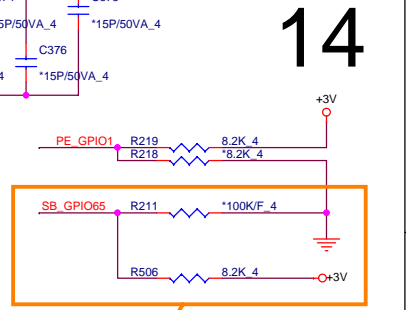 5P/50VA_4
*15P/50VA_4
14
C376
*15P/50VA_4
+3V
PE_GPIO1 R219 8.2K_4
R218 *8.2K_4
SB_GPIO65 R211 *100K/F_4
R506 8.2K_4 +3V